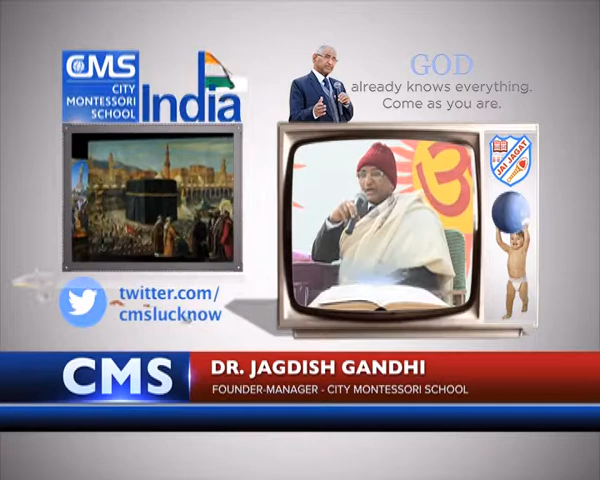 CMS
CITY
MONTESSORI
SCHOOL
India
GOD
already knows everything.
Come as you are.
JAI JAGAT
ॐ
twitter.com/
cmslucknow
CMS
DR. JAGDISH GANDHI
FOUNDER-MANAGER - CITY MONTESSORI SCHOOL